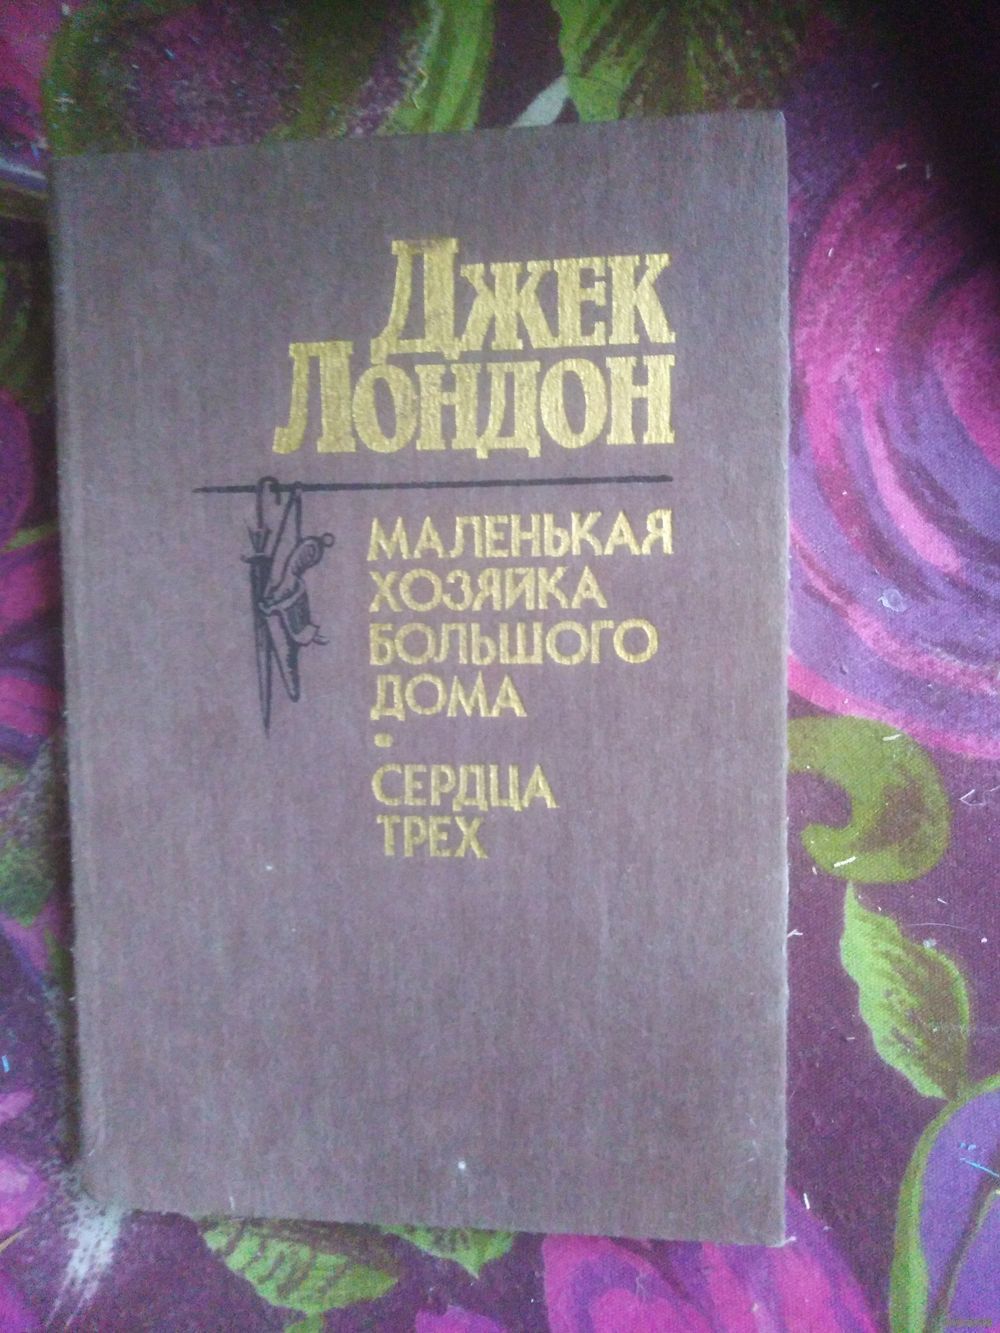 Джек
Лондон
МАЛЕНЬКАЯ
ХОЗЯЙКА
БОЛЬШОГО
ДОМА
•
СЕРДЦА
ТРЕХ